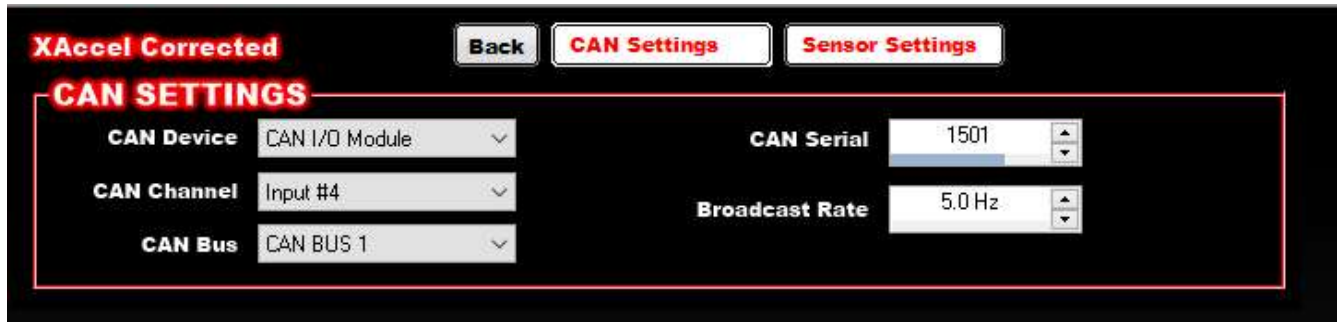 XAccel Corrected Back CAN Settings Sensor Settings
CAN SETTINGS
CAN Device CAN I/O Module CAN Serial 1501
CAN Channel Input #4 Broadcast Rate 5.0 Hz
CAN Bus CAN BUS 1